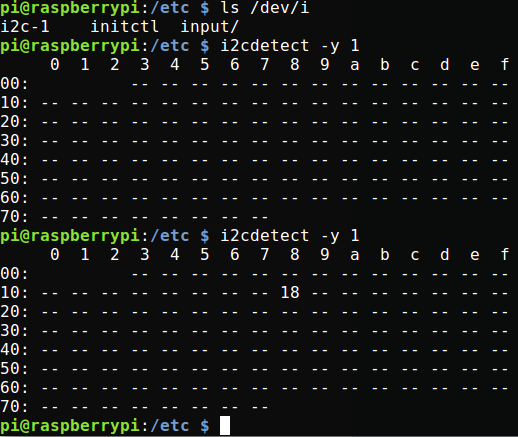 pi@raspberrypi:/etc $ ls /dev/i
i2c-1    initctl  input/
pi@raspberrypi:/etc $ i2cdetect -y 1
     0  1  2  3  4  5  6  7  8  9  a  b  c  d  e  f
00:          -- -- -- -- -- -- -- -- -- -- -- -- --
10: -- -- -- -- -- -- -- -- -- -- -- -- -- -- -- --
20: -- -- -- -- -- -- -- -- -- -- -- -- -- -- -- --
30: -- -- -- -- -- -- -- -- -- -- -- -- -- -- -- --
40: -- -- -- -- -- -- -- -- -- -- -- -- -- -- -- --
50: -- -- -- -- -- -- -- -- -- -- -- -- -- -- -- --
60: -- -- -- -- -- -- -- -- -- -- -- -- -- -- -- --
70: -- -- -- -- -- -- -- --
pi@raspberrypi:/etc $ i2cdetect -y 1
     0  1  2  3  4  5  6  7  8  9  a  b  c  d  e  f
00:          -- -- -- -- -- -- -- -- -- -- -- -- --
10: -- -- -- -- -- -- -- -- 18 -- -- -- -- -- -- --
20: -- -- -- -- -- -- -- -- -- -- -- -- -- -- -- --
30: -- -- -- -- -- -- -- -- -- -- -- -- -- -- -- --
40: -- -- -- -- -- -- -- -- -- -- -- -- -- -- -- --
50: -- -- -- -- -- -- -- -- -- -- -- -- -- -- -- --
60: -- -- -- -- -- -- -- -- -- -- -- -- -- -- -- --
70: -- -- -- -- -- -- -- --
pi@raspberrypi:/etc $